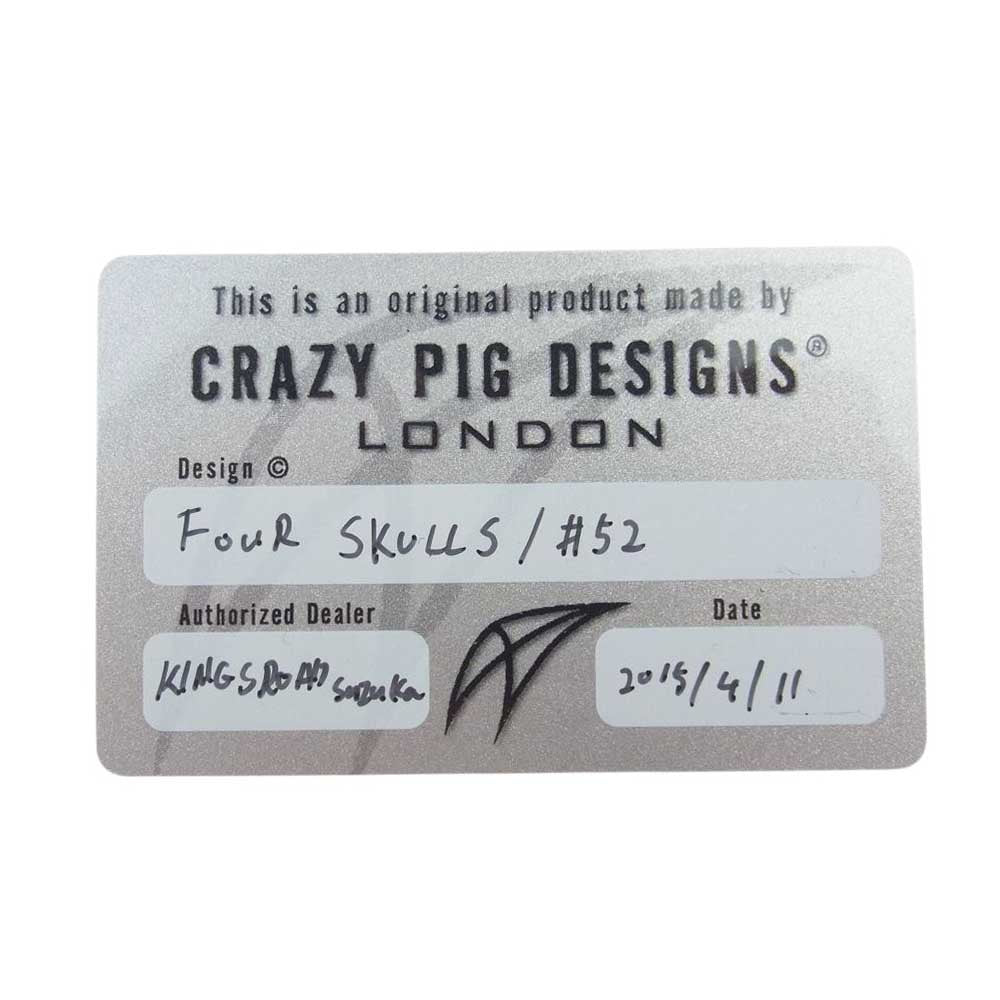 This is an original product made by
CRAZY PIG DESIGNS®
LONDON
Design ©
FOUR SKULLS / #52
Authorized Dealer
KINGSROAD suzuka
Date
2015/4/11